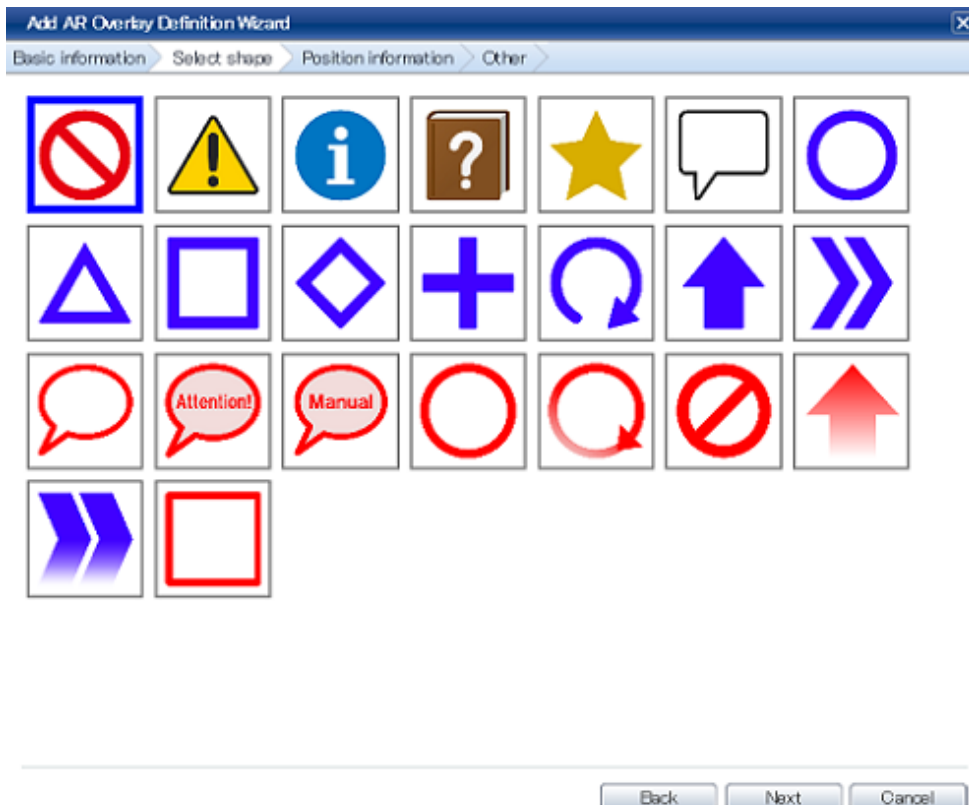 Add AR Overlay Definition Wizard
Basic information Select shape Position information Other
i ?
Attention! Manual
Back Next Cancel